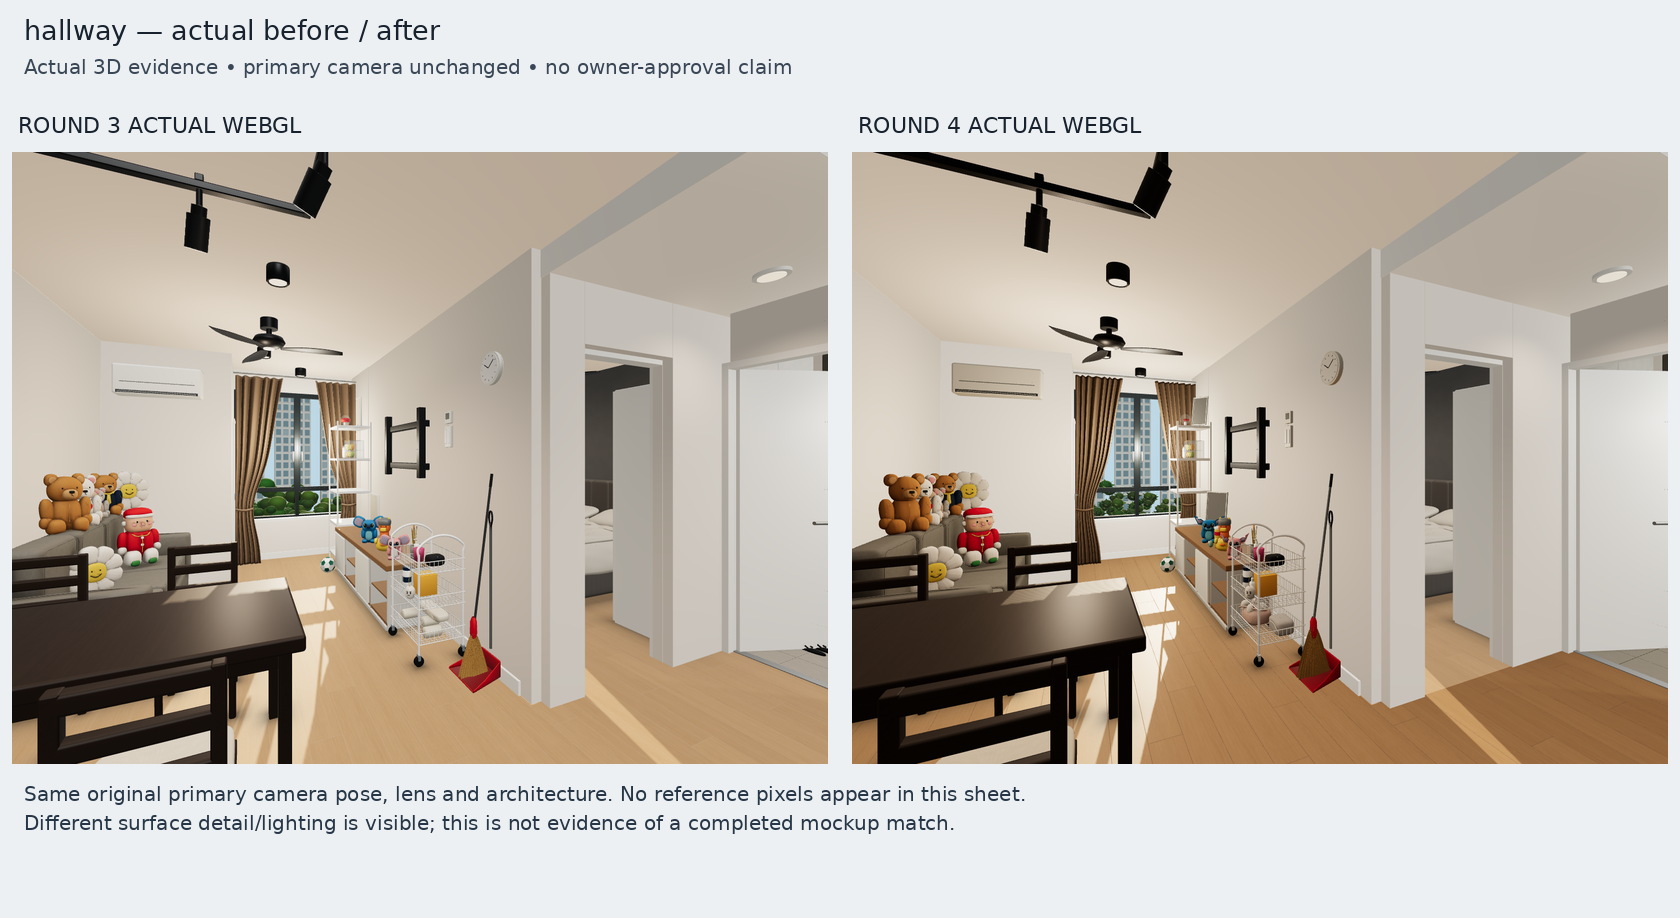 hallway — actual before / after
Actual 3D evidence • primary camera unchanged • no owner-approval claim
ROUND 3 ACTUAL WEBGL
ROUND 4 ACTUAL WEBGL
Same original primary camera pose, lens and architecture. No reference pixels appear in this sheet.
Different surface detail/lighting is visible; this is not evidence of a completed mockup match.